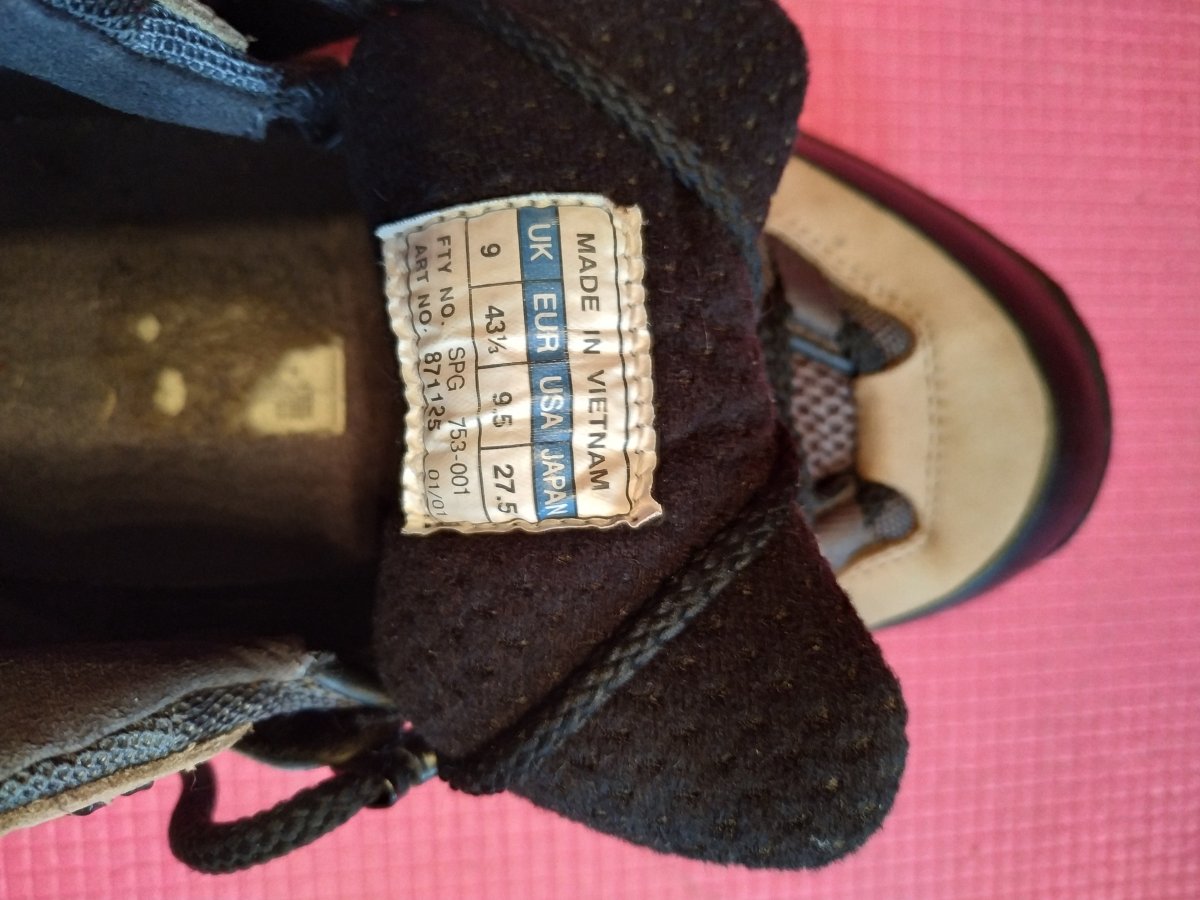 MADE IN VIETNAM
UK EUR USA JAPAN
9 43⅓ 9.5 27.5
FTY NO. SPG 753-001
ART NO. 871125 01/01